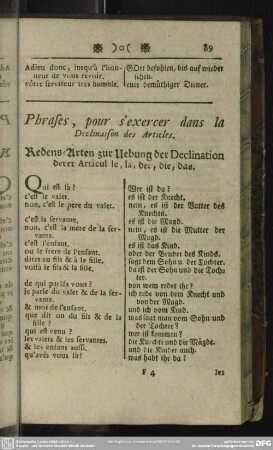 )o( 89
Adieu donc, jusqu'à l'hon-
neur de vous revoir.
vôtre serviteur tres humble.
GOtt befohlen, bis auf wieder
sehen.
euer demüthiger Diener.
Phrases, pour s'exercer dans la
Declinaison des Articles.
Redens-Arten zur Uebung der Declination
derer Articul le, la, der, die, das.
Qui est là?
c'est le valet.
non, c'est le pere du valet.
c'est la servante.
non, c'est la mere de la ser-
vante.
c'est l'enfant.
ou le frere de l'enfant.
dites au fils & à la fille.
voilà le fils & la fille.
de qui parlés vous?
je parle du valet & de la ser-
vante.
& moi de l'enfant.
que dit on du fils & de la
fille?
qui est venu?
les valets & les servantes.
& les enfans aussi.
qu'avés vous là?
Wer ist da?
es ist der Knecht.
nein, es ist der Vatter des
Knechts.
es ist die Magd.
nein, es ist die Mutter der
Magd.
es ist das Kind.
oder der Bruder des Kinds.
sagt dem Sohn u. der Tochter.
da ist der Sohn und die Toch-
ter.
von wem redet ihr?
ich rede von dem Knecht und
von der Magd.
und ich vom Kind.
was sagt man vom Sohn und
der Tochter?
wer ist kommen?
die Knechte und die Mägde.
und die Kinder auch.
was habt ihr da?
F 4
les